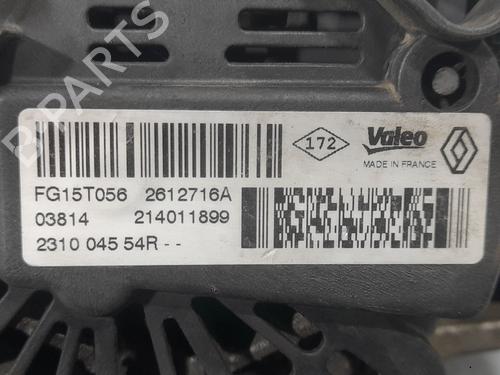 B-PARTS
172
Valeo
MADE IN FRANCE
FG15T056 2612716A
03814 214011899
2310 045 54R - -